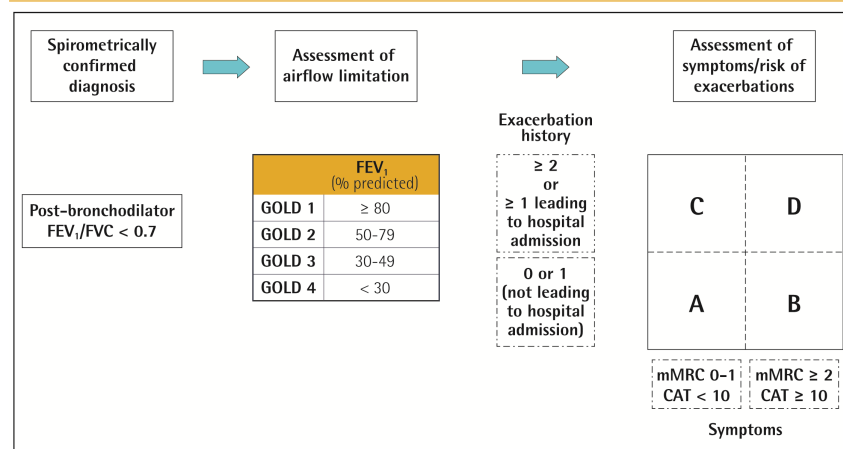 Spirometrically
confirmed
diagnosis
Assessment of
airflow limitation
Assessment of
symptoms/risk of
exacerbations
Post-bronchodilator
FEV₁/FVC < 0.7
FEV₁
(% predicted)
GOLD 1 ≥ 80
GOLD 2 50-79
GOLD 3 30-49
GOLD 4 < 30
Exacerbation
history
≥ 2
or
≥ 1 leading
to hospital
admission
0 or 1
(not leading
to hospital
admission)
C D
A B
mMRC 0-1
CAT < 10
mMRC ≥ 2
CAT ≥ 10
Symptoms